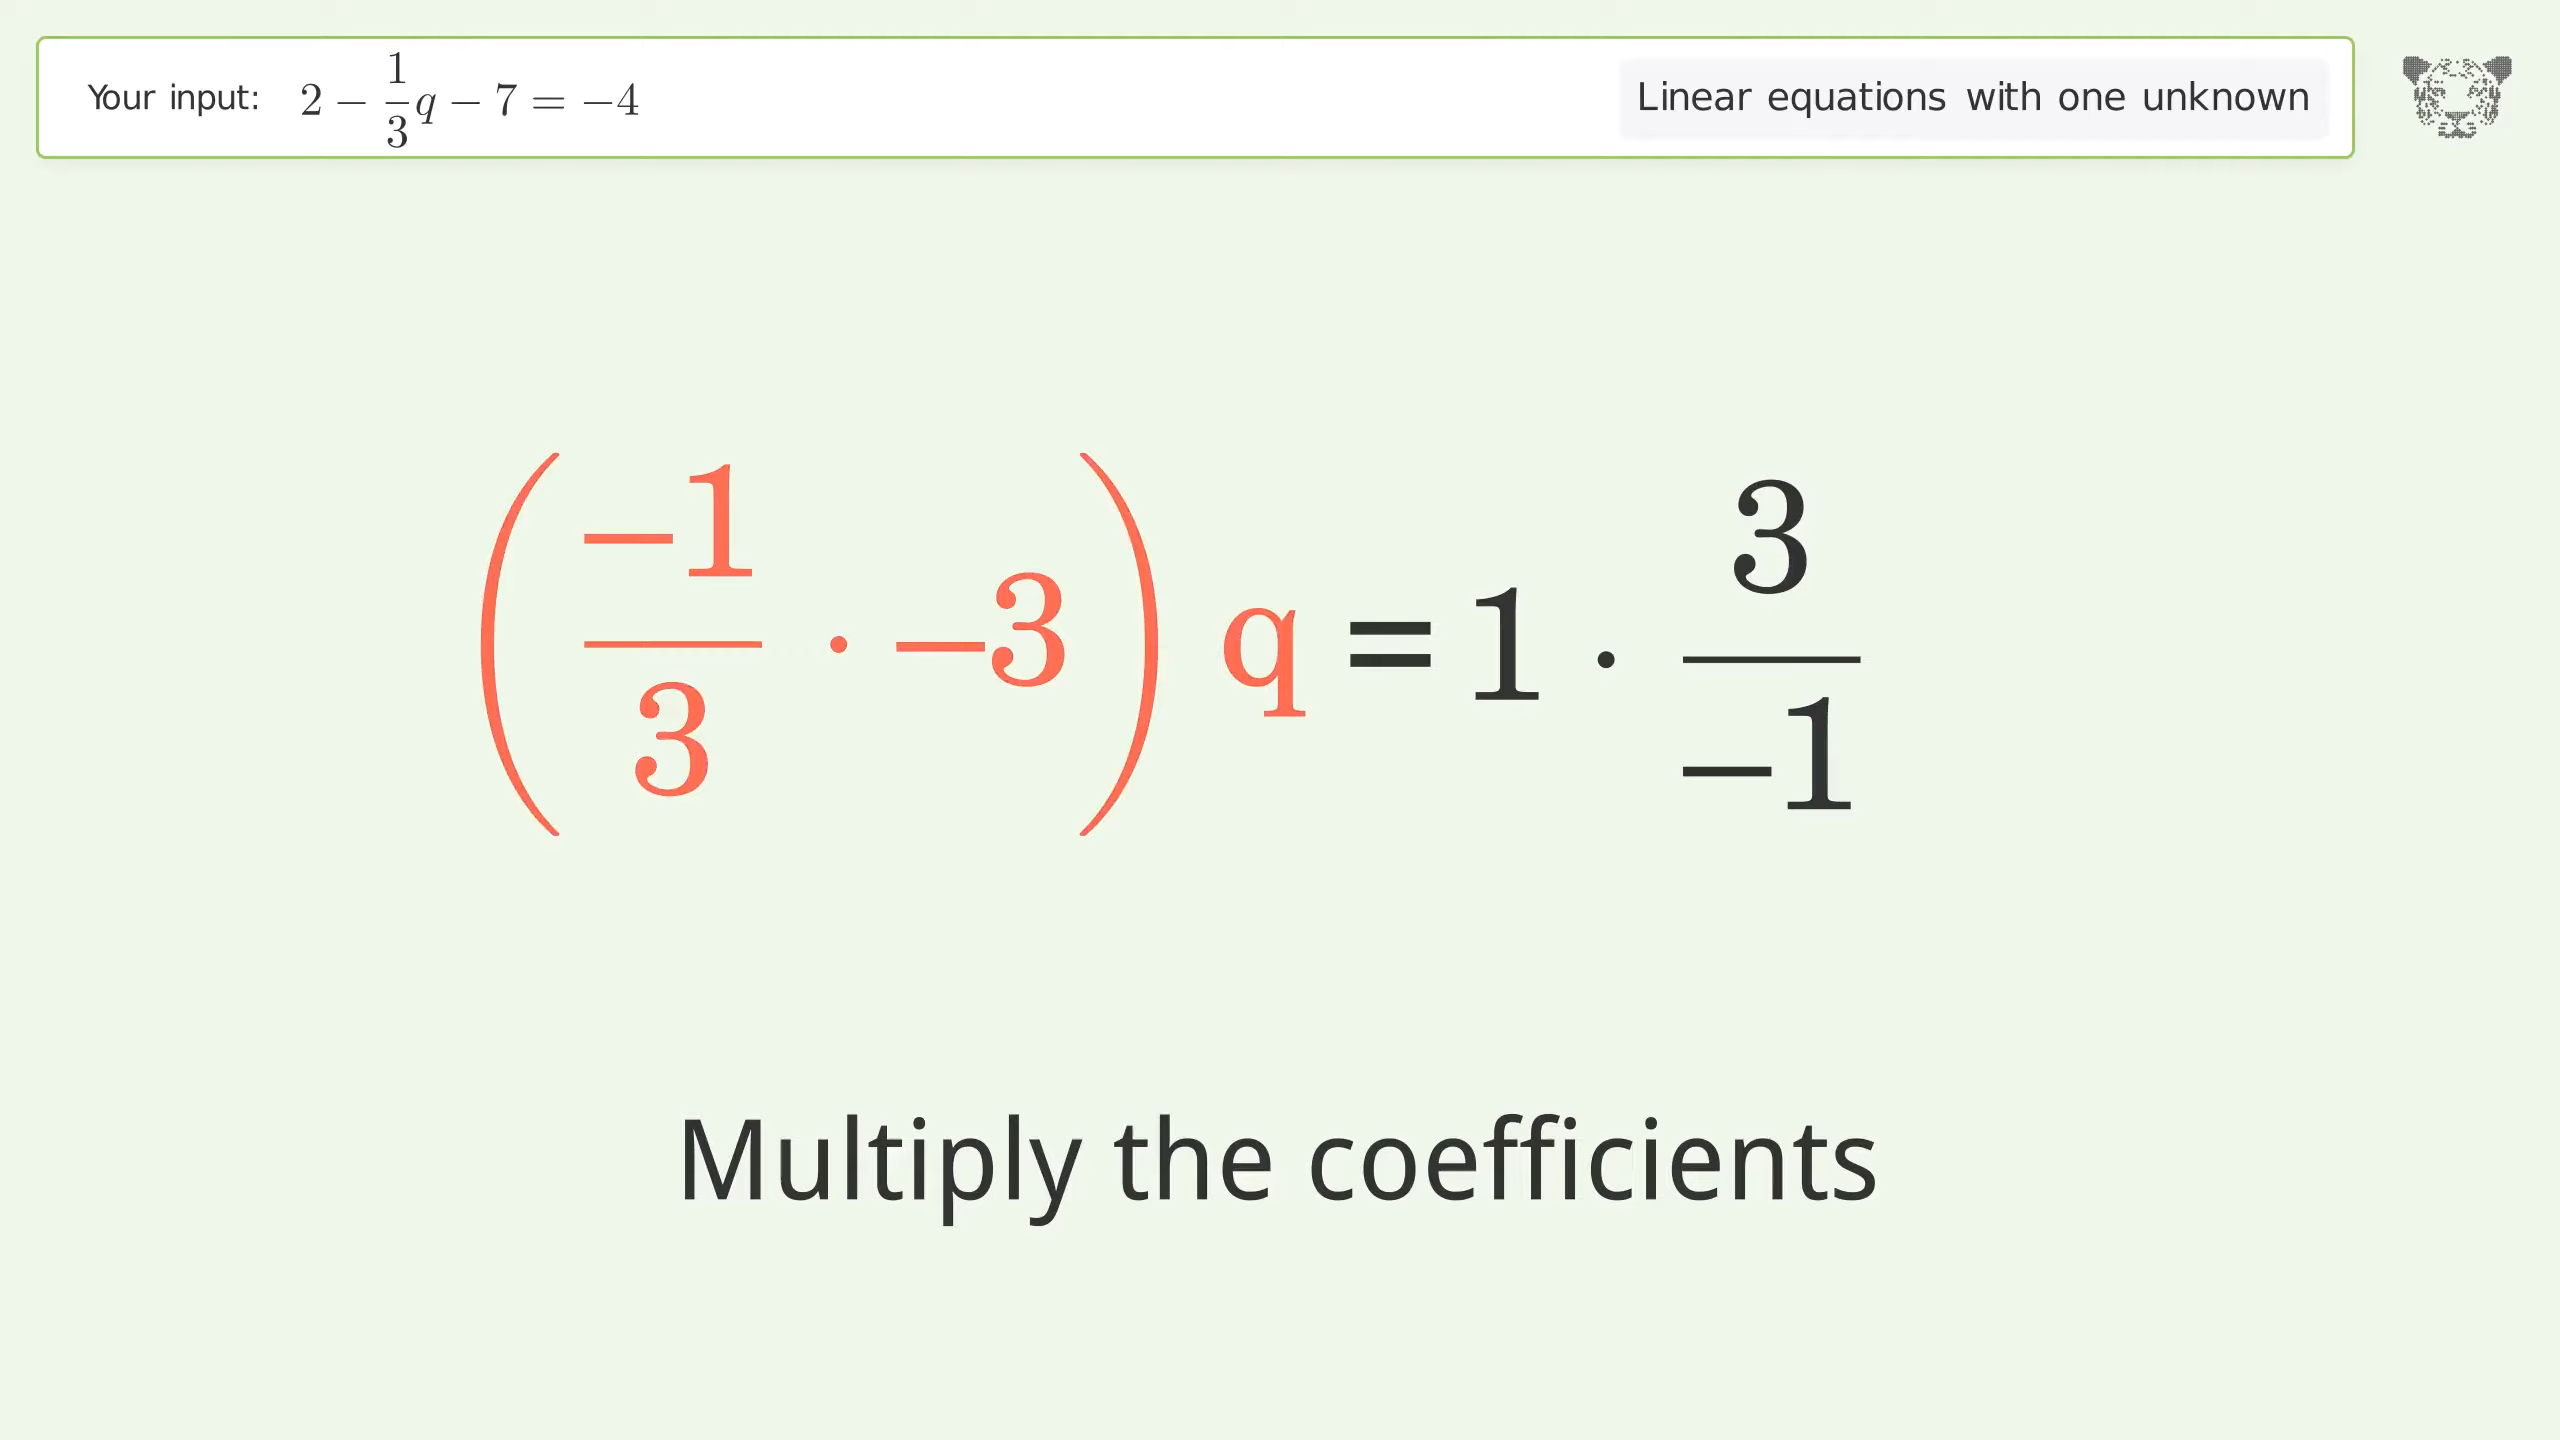 Your input: 2 − 1/3 q − 7 = −4
Linear equations with one unknown
(−1/3 · −3) q = 1 · 3/−1
Multiply the coefficients